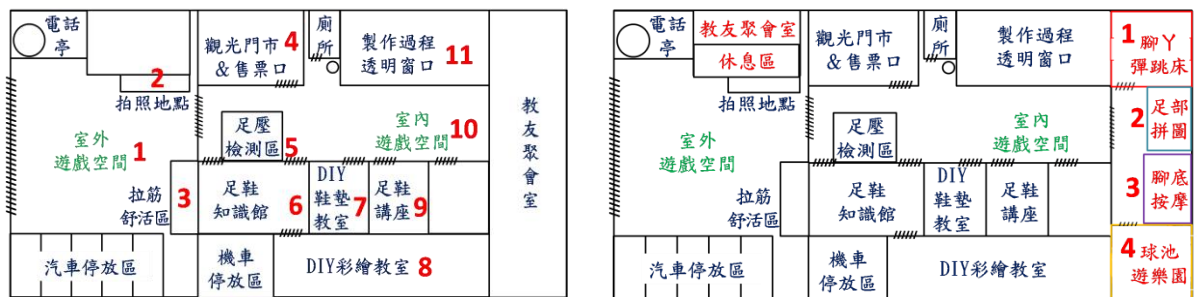 電話
亭
2
拍照地點
室外
遊戲空間 1
拉筋
舒活區
3
汽車停放區
觀光門市 4
&售票口
廁
所
製作過程
透明窗口 11
足壓
檢測區 5
室內
遊戲空間 10
足鞋
知識館 6
DIY
鞋墊 7
教室
足鞋
講座 9
機車
停放區
DIY彩繪教室 8
教友聚會室
電話
亭
教友聚會室
休息區
拍照地點
室外
遊戲空間
拉筋
舒活區
汽車停放區
觀光門市
&售票口
廁
所
製作過程
透明窗口
足壓
檢測區
室內
遊戲空間
足鞋
知識館
DIY
鞋墊
教室
足鞋
講座
機車
停放區
DIY彩繪教室
1 腳丫
彈跳床
2 足部
拼圖
3 腳底
按摩
4 球池
遊樂園